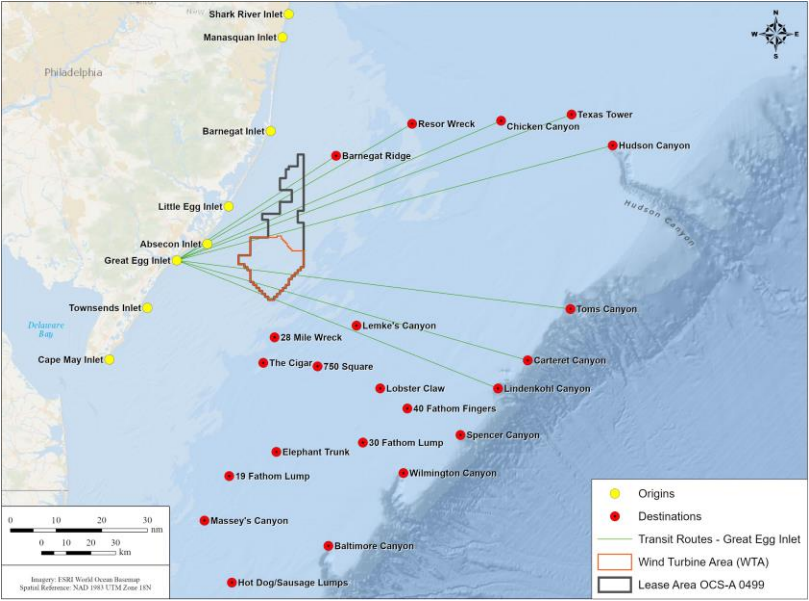 Shark River Inlet
Manasquan Inlet
N
W E
S
Philadelphia
Texas Tower
Resor Wreck
Chicken Canyon
Barnegat Inlet
Hudson Canyon
Barnegat Ridge
Little Egg Inlet
Hudson Canyon
Absecon Inlet
Great Egg Inlet
Townsends Inlet
Toms Canyon
Delaware
Bay
Lemke's Canyon
28 Mile Wreck
Cape May Inlet
The Cigar
750 Square
Carteret Canyon
Lobster Claw
Lindenkohl Canyon
40 Fathom Fingers
30 Fathom Lump
Spencer Canyon
Elephant Trunk
19 Fathom Lump
Wilmington Canyon
Massey's Canyon
Baltimore Canyon
Hot Dog/Sausage Lumps
0 10 20 30
nm
0 10 20 30
km
Imagery: ESRI World Ocean Basemap
Spatial Reference: NAD 1983 UTM Zone 18N
Legend
Origins
Destinations
Transit Routes - Great Egg Inlet
Wind Turbine Area (WTA)
Lease Area OCS-A 0499